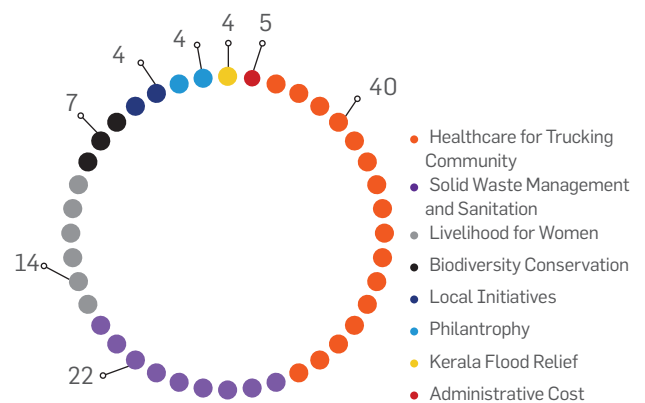 4
4
4
5
40
7
14
22
Healthcare for Trucking
Community
Solid Waste Management
and Sanitation
Livelihood for Women
Biodiversity Conservation
Local Initiatives
Philantrophy
Kerala Flood Relief
Administrative Cost